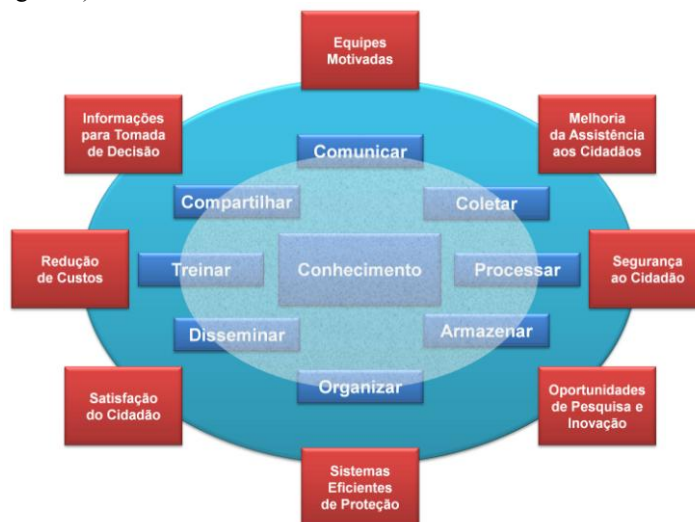 Equipes
Motivadas
Informações
para Tomada
de Decisão
Melhoria
da Assistência
aos Cidadãos
Comunicar
Compartilhar
Coletar
Redução
de Custos
Treinar
Conhecimento
Processar
Segurança
ao Cidadão
Disseminar
Armazenar
Satisfação
do Cidadão
Organizar
Oportunidades
de Pesquisa e
Inovação
Sistemas
Eficientes
de Proteção